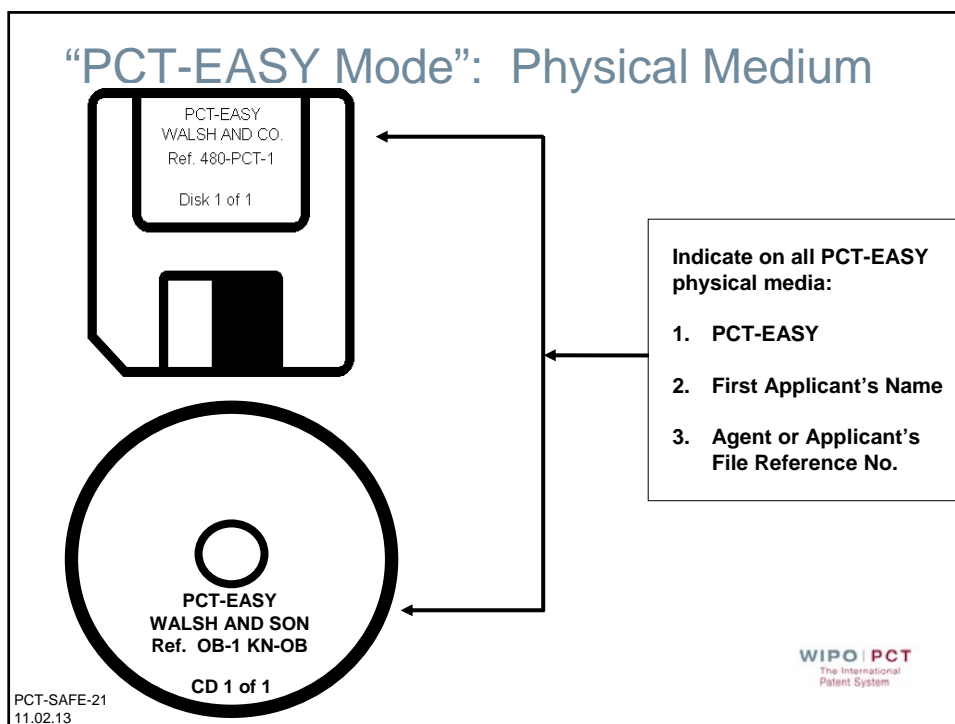 “PCT-EASY Mode”: Physical Medium
PCT-EASY
WALSH AND CO.
Ref. 480-PCT-1
Disk 1 of 1
Indicate on all PCT-EASY
physical media:
1. PCT-EASY
2. First Applicant’s Name
3. Agent or Applicant’s
File Reference No.
PCT-EASY
WALSH AND SON
Ref. OB-1 KN-OB
CD 1 of 1
WIPO | PCT
The International
Patent System
PCT-SAFE-21
11.02.13